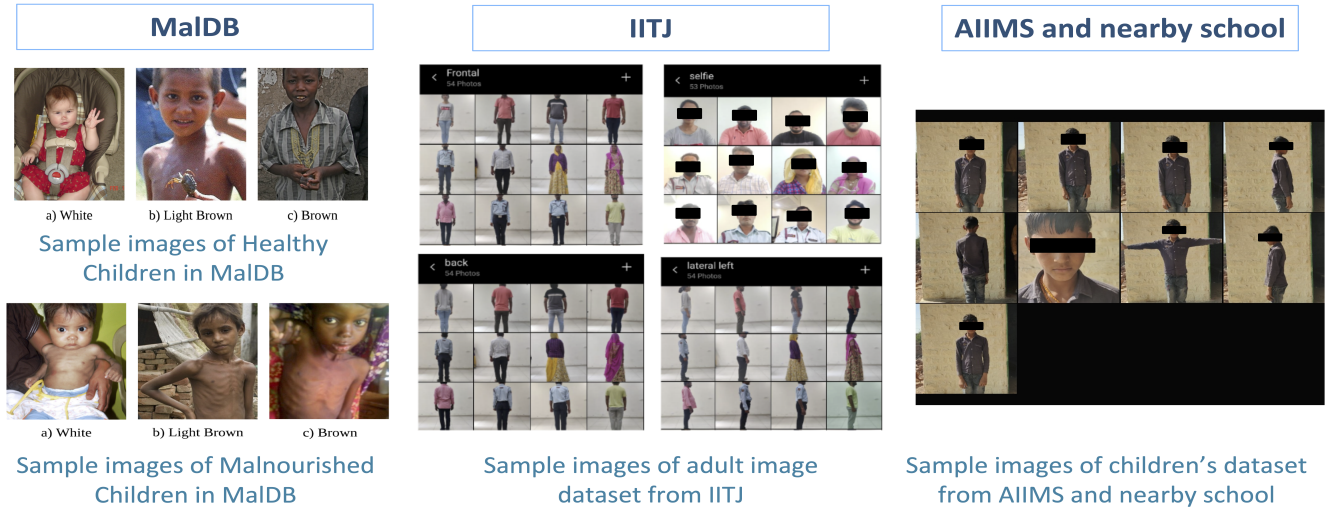 MalDB
a) White
b) Light Brown
c) Brown
Sample images of Healthy
Children in MalDB
a) White
b) Light Brown
c) Brown
Sample images of Malnourished
Children in MalDB
IITJ
Frontal
54 Photos
selfie
53 Photos
back
54 Photos
lateral left
54 Photos
Sample images of adult image
dataset from IITJ
AIIMS and nearby school
Sample images of children's dataset
from AIIMS and nearby school